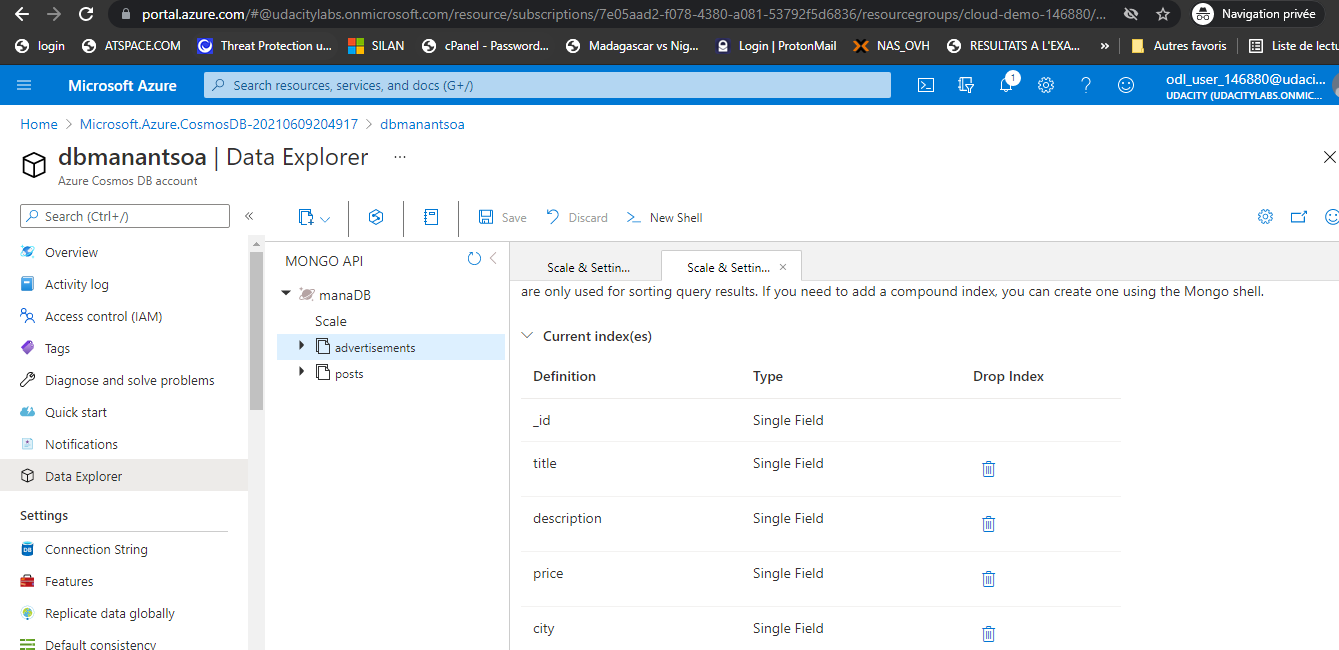 portal.azure.com/#@udacitylabs.onmicrosoft.com/resource/subscriptions/7e05aad2-f078-4380-a081-53792f5d6836/resourcegroups/cloud-demo-146880/...
Navigation privée
login
ATSPACE.COM
Threat Protection u...
SILAN
cPanel - Password...
Madagascar vs Nig...
Login | ProtonMail
NAS_OVH
RESULTATS A L'EXA...
»
Autres favoris
Liste de lectu
Microsoft Azure
Search resources, services, and docs (G+/)
1
odl_user_146880@udaci...
UDACITY (UDACITYLABS.ONMIC...
Home > Microsoft.Azure.CosmosDB-20210609204917 > dbmanantsoa
dbmanantsoa | Data Explorer ...
Azure Cosmos DB account
Search (Ctrl+/)
«
Overview
Activity log
Access control (IAM)
Tags
Diagnose and solve problems
Quick start
Notifications
Data Explorer
Settings
Connection String
Features
Replicate data globally
Default consistency
Save
Discard
New Shell
MONGO API
manaDB
Scale
advertisements
posts
Scale & Settin...
Scale & Settin...
are only used for sorting query results. If you need to add a compound index, you can create one using the Mongo shell.
Current index(es)
Definition Type Drop Index
_id Single Field
title Single Field
description Single Field
price Single Field
city Single Field